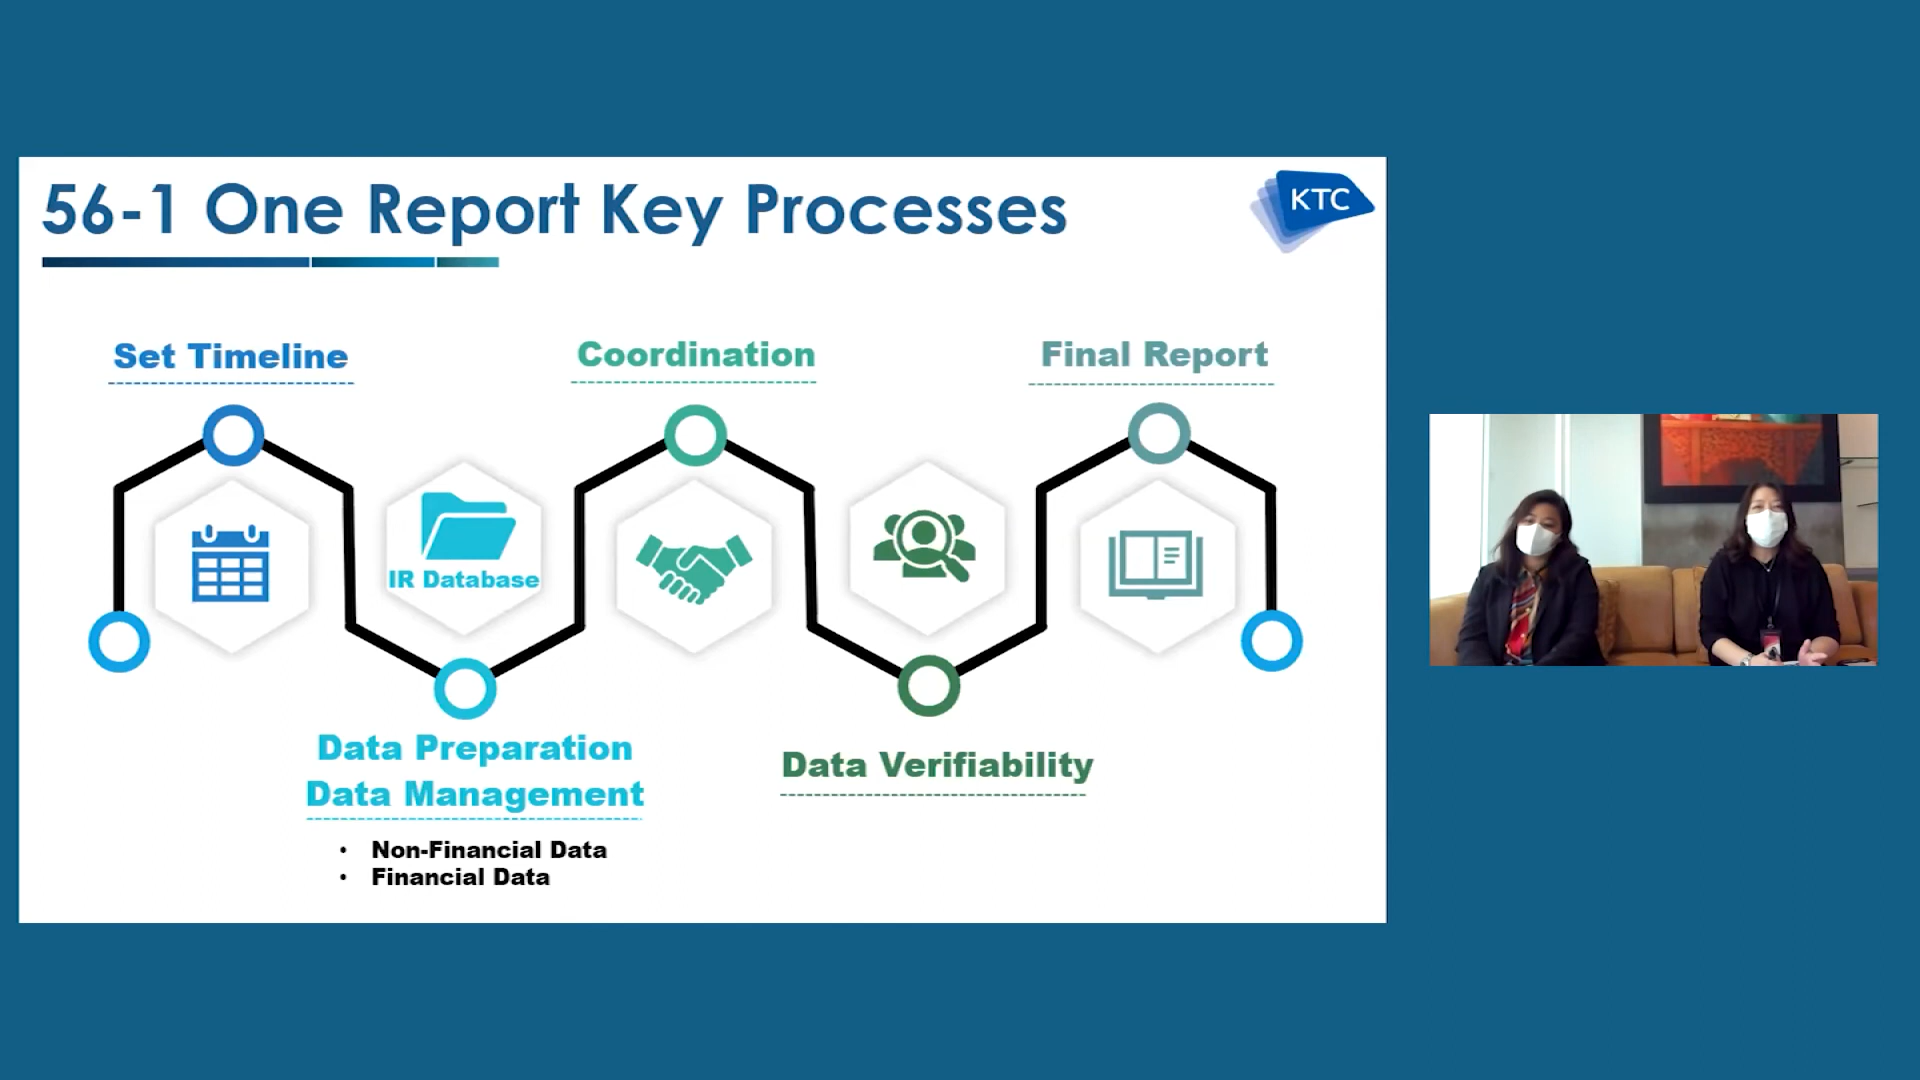 56-1 One Report Key Processes
KTC
Set Timeline
Coordination
Final Report
IR Database
Data Preparation
Data Management
• Non-Financial Data
• Financial Data
Data Verifiability